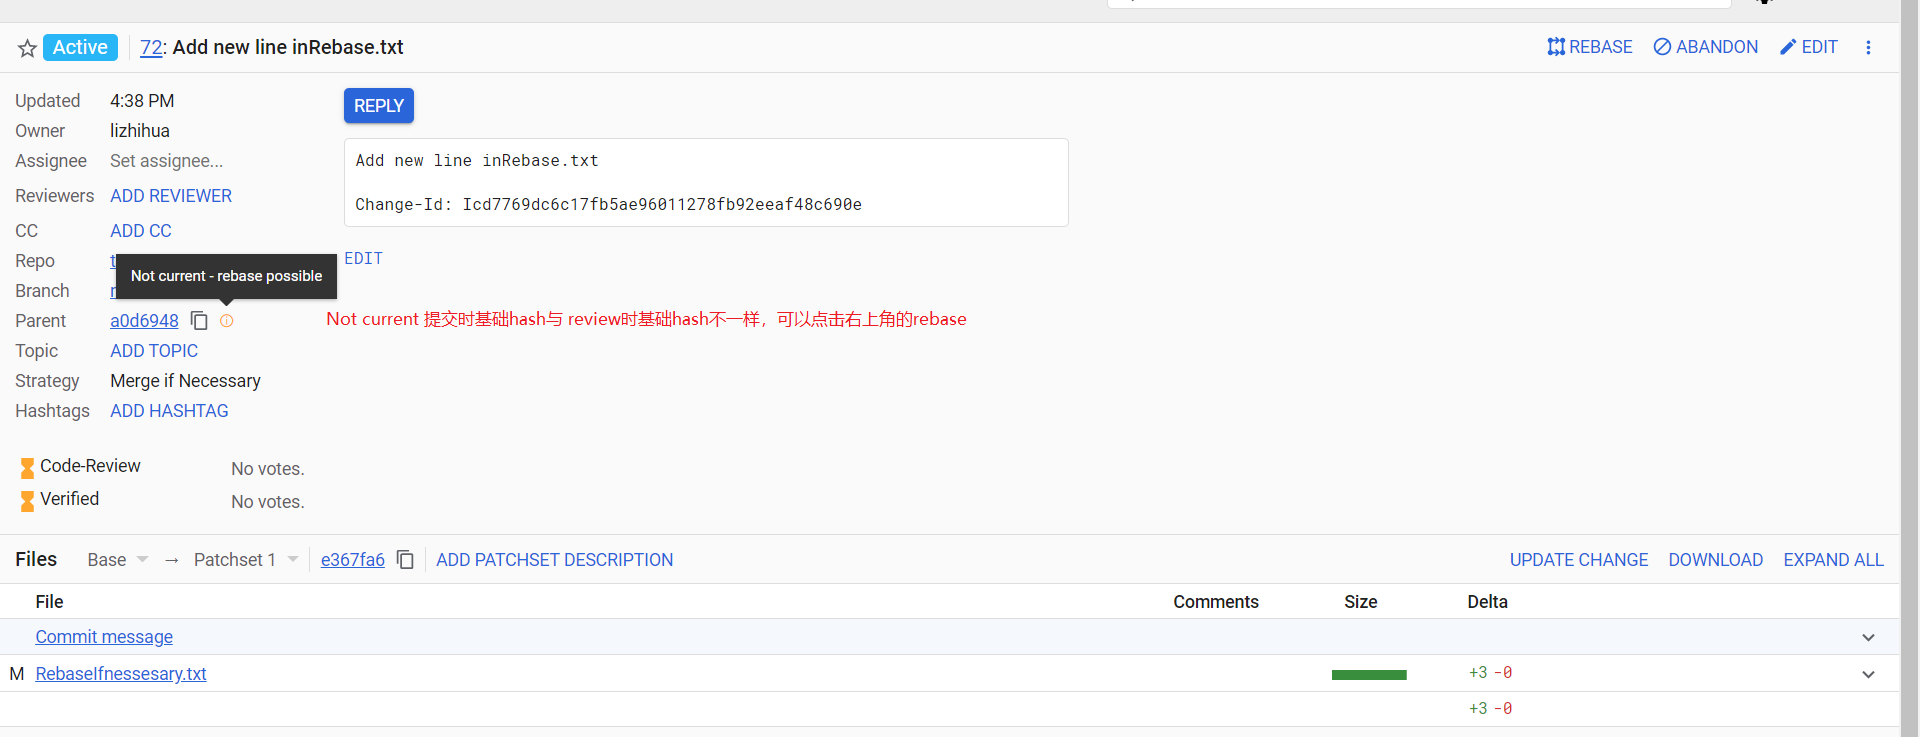 Active 72: Add new line inRebase.txt REBASE ABANDON EDIT
Updated 4:38 PM
Owner lizhihua
Assignee Set assignee...
Reviewers ADD REVIEWER
CC ADD CC
Repo
Branch
Parent a0d6948
Topic ADD TOPIC
Strategy Merge if Necessary
Hashtags ADD HASHTAG
Not current - rebase possible
REPLY
Add new line inRebase.txt
Change-Id: Icd7769dc6c17fb5ae96011278fb92eeaf48c690e
EDIT
Not current 提交时基础hash与 review时基础hash不一样，可以点击右上角的rebase
Code-Review No votes.
Verified No votes.
Files Base → Patchset 1 e367fa6 ADD PATCHSET DESCRIPTION UPDATE CHANGE DOWNLOAD EXPAND ALL
File Comments Size Delta
Commit message
M RebaseIfnessesary.txt +3 -0
+3 -0